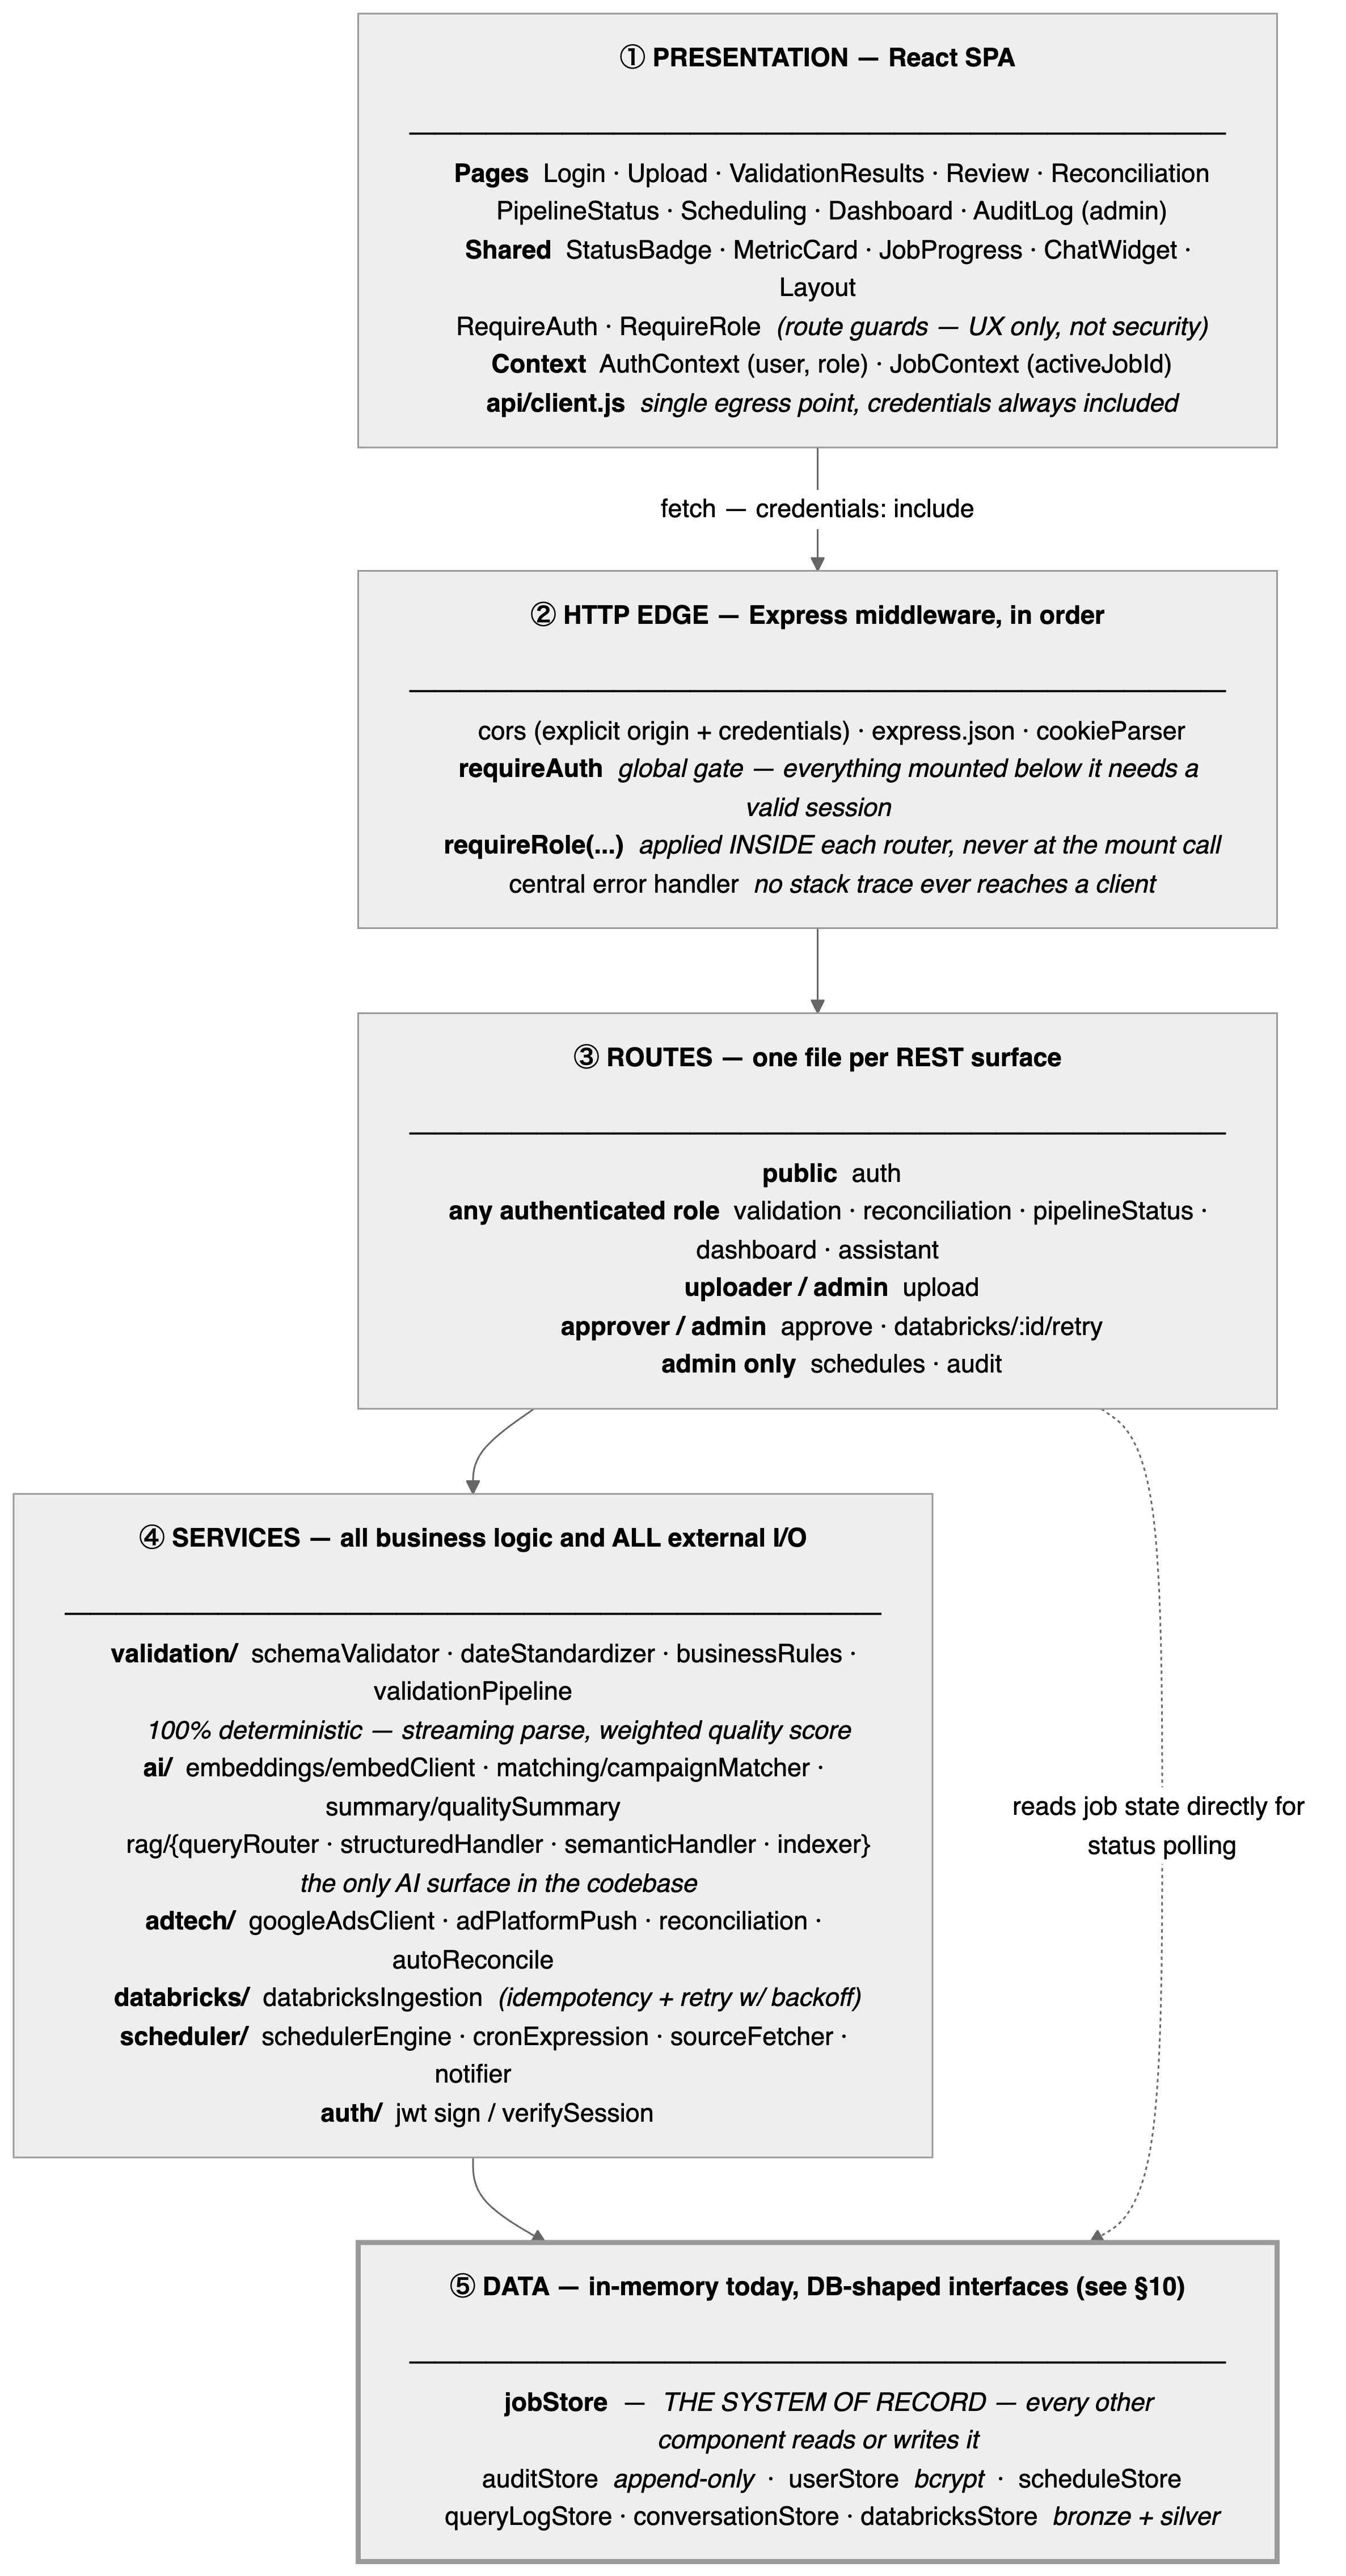 ① PRESENTATION — React SPA
Pages Login · Upload · ValidationResults · Review · Reconciliation
PipelineStatus · Scheduling · Dashboard · AuditLog (admin)
Shared StatusBadge · MetricCard · JobProgress · ChatWidget ·
Layout
RequireAuth · RequireRole (route guards — UX only, not security)
Context AuthContext (user, role) · JobContext (activeJobId)
api/client.js single egress point, credentials always included
fetch — credentials: include
② HTTP EDGE — Express middleware, in order
cors (explicit origin + credentials) · express.json · cookieParser
requireAuth global gate — everything mounted below it needs a
valid session
requireRole(...) applied INSIDE each router, never at the mount call
central error handler no stack trace ever reaches a client
③ ROUTES — one file per REST surface
public auth
any authenticated role validation · reconciliation · pipelineStatus ·
dashboard · assistant
uploader / admin upload
approver / admin approve · databricks/:id/retry
admin only schedules · audit
④ SERVICES — all business logic and ALL external I/O
validation/ schemaValidator · dateStandardizer · businessRules ·
validationPipeline
100% deterministic — streaming parse, weighted quality score
ai/ embeddings/embedClient · matching/campaignMatcher ·
summary/qualitySummary
rag/{queryRouter · structuredHandler · semanticHandler · indexer}
the only AI surface in the codebase
adtech/ googleAdsClient · adPlatformPush · reconciliation ·
autoReconcile
databricks/ databricksIngestion (idempotency + retry w/ backoff)
scheduler/ schedulerEngine · cronExpression · sourceFetcher ·
notifier
auth/ jwt sign / verifySession
reads job state directly for
status polling
⑤ DATA — in-memory today, DB-shaped interfaces (see §10)
jobStore — THE SYSTEM OF RECORD — every other
component reads or writes it
auditStore append-only · userStore bcrypt · scheduleStore
queryLogStore · conversationStore · databricksStore bronze + silver